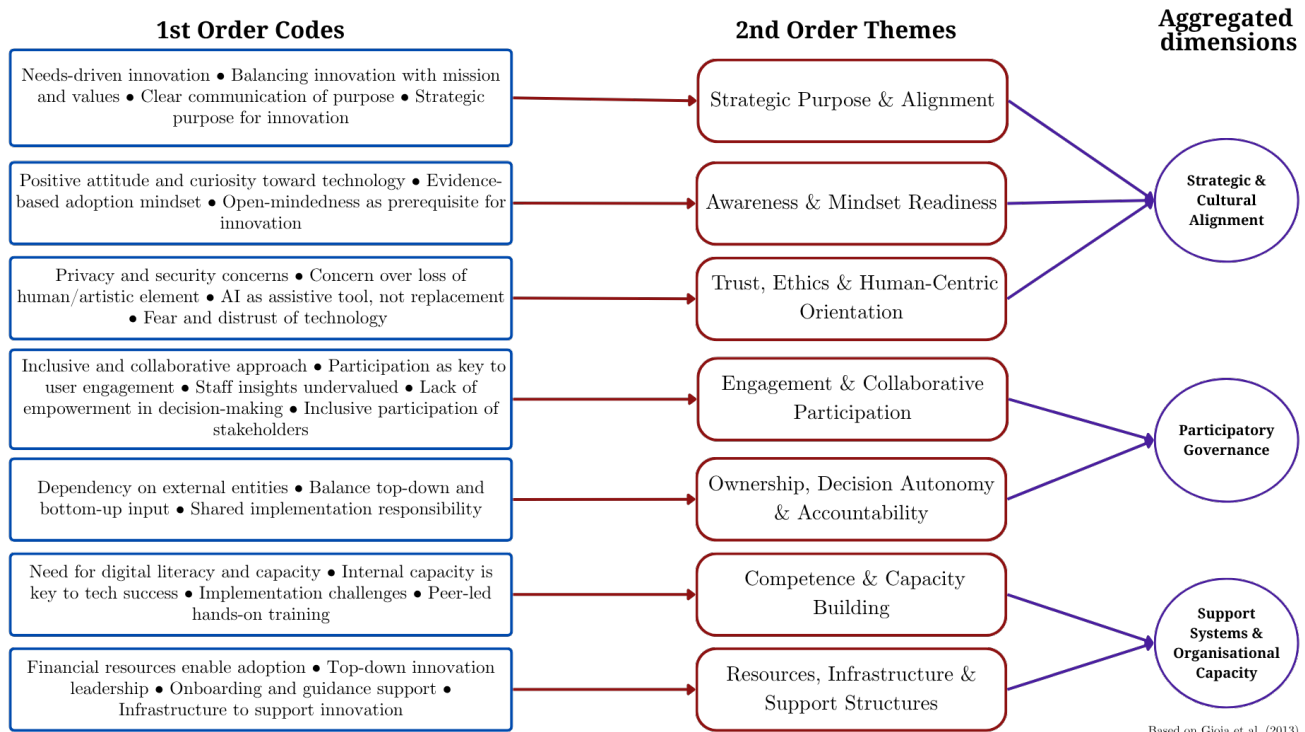 1st Order Codes
2nd Order Themes
Aggregated
dimensions
Needs-driven innovation ● Balancing innovation with mission
and values ● Clear communication of purpose ● Strategic
purpose for innovation
Strategic Purpose & Alignment
Positive attitude and curiosity toward technology ● Evidence-
based adoption mindset ● Open-mindedness as prerequisite for
innovation
Awareness & Mindset Readiness
Strategic &
Cultural
Alignment
Privacy and security concerns ● Concern over loss of
human/artistic element ● AI as assistive tool, not replacement
● Fear and distrust of technology
Trust, Ethics & Human-Centric
Orientation
Inclusive and collaborative approach ● Participation as key to
user engagement ● Staff insights undervalued ● Lack of
empowerment in decision-making ● Inclusive participation of
stakeholders
Engagement & Collaborative
Participation
Participatory
Governance
Dependency on external entities ● Balance top-down and
bottom-up input ● Shared implementation responsibility
Ownership, Decision Autonomy
& Accountability
Need for digital literacy and capacity ● Internal capacity is
key to tech success ● Implementation challenges ● Peer-led
hands-on training
Competence & Capacity
Building
Support
Systems &
Organisational
Capacity
Financial resources enable adoption ● Top-down innovation
leadership ● Onboarding and guidance support ●
Infrastructure to support innovation
Resources, Infrastructure &
Support Structures
Based on Gioia et al. (2013)